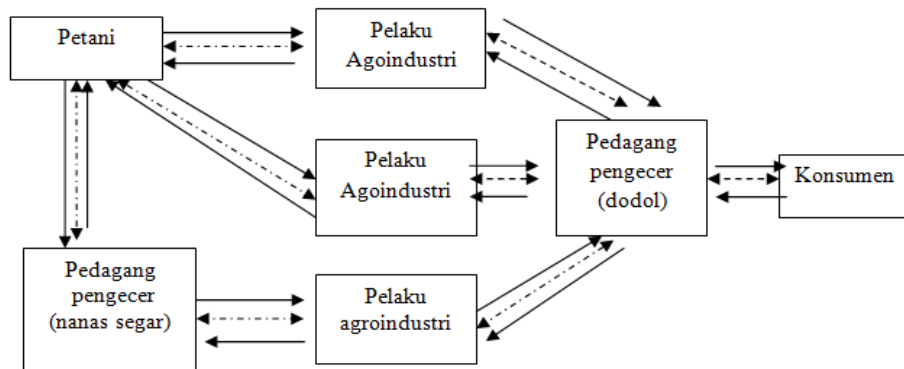 Petani
Pelaku
Agoindustri
Pelaku
Agoindustri
Pedagang
pengecer
(dodol)
Konsumen
Pedagang
pengecer
(nanas segar)
Pelaku
agroindustri